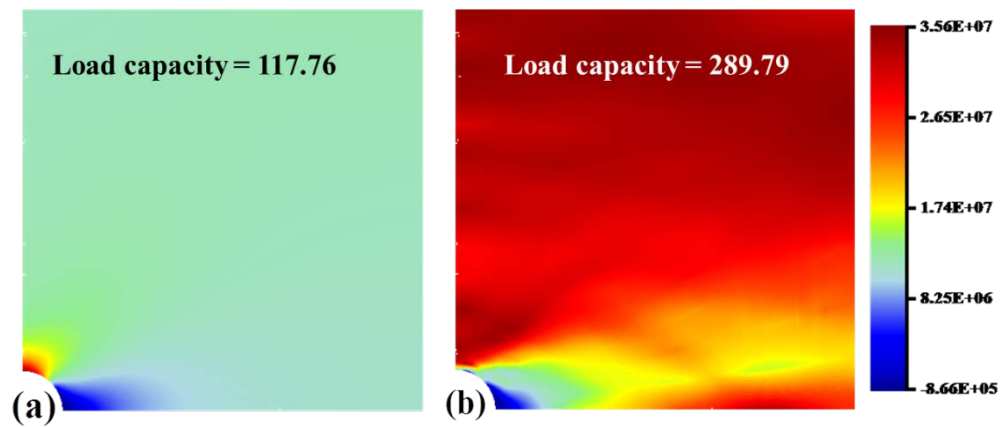 Load capacity = 117.76
(a)
Load capacity = 289.79
(b)
3.56E+07
2.65E+07
1.74E+07
8.25E+06
-8.66E+05